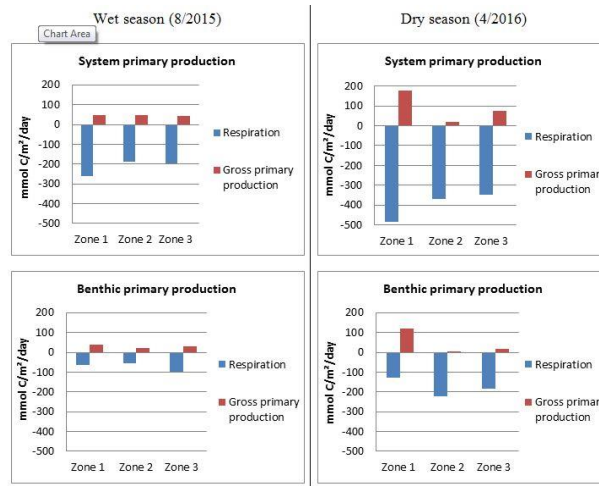 Wet season (8/2015)
Dry season (4/2016)
Chart Area
System primary production
mmol C/m²/day
200
100
0
-100
-200
-300
-400
-500
Zone 1 Zone 2 Zone 3
Respiration
Gross primary
production
System primary production
mmol C/m²/day
200
100
0
-100
-200
-300
-400
-500
Zone 1 Zone 2 Zone 3
Respiration
Gross primary
production
Benthic primary production
mmol C/m²/day
200
100
0
-100
-200
-300
-400
-500
Zone 1 Zone 2 Zone 3
Respiration
Gross primary
production
Benthic primary production
mmol C/m²/day
200
100
0
-100
-200
-300
-400
-500
Zone 1 Zone 2 Zone 3
Respiration
Gross primary
production